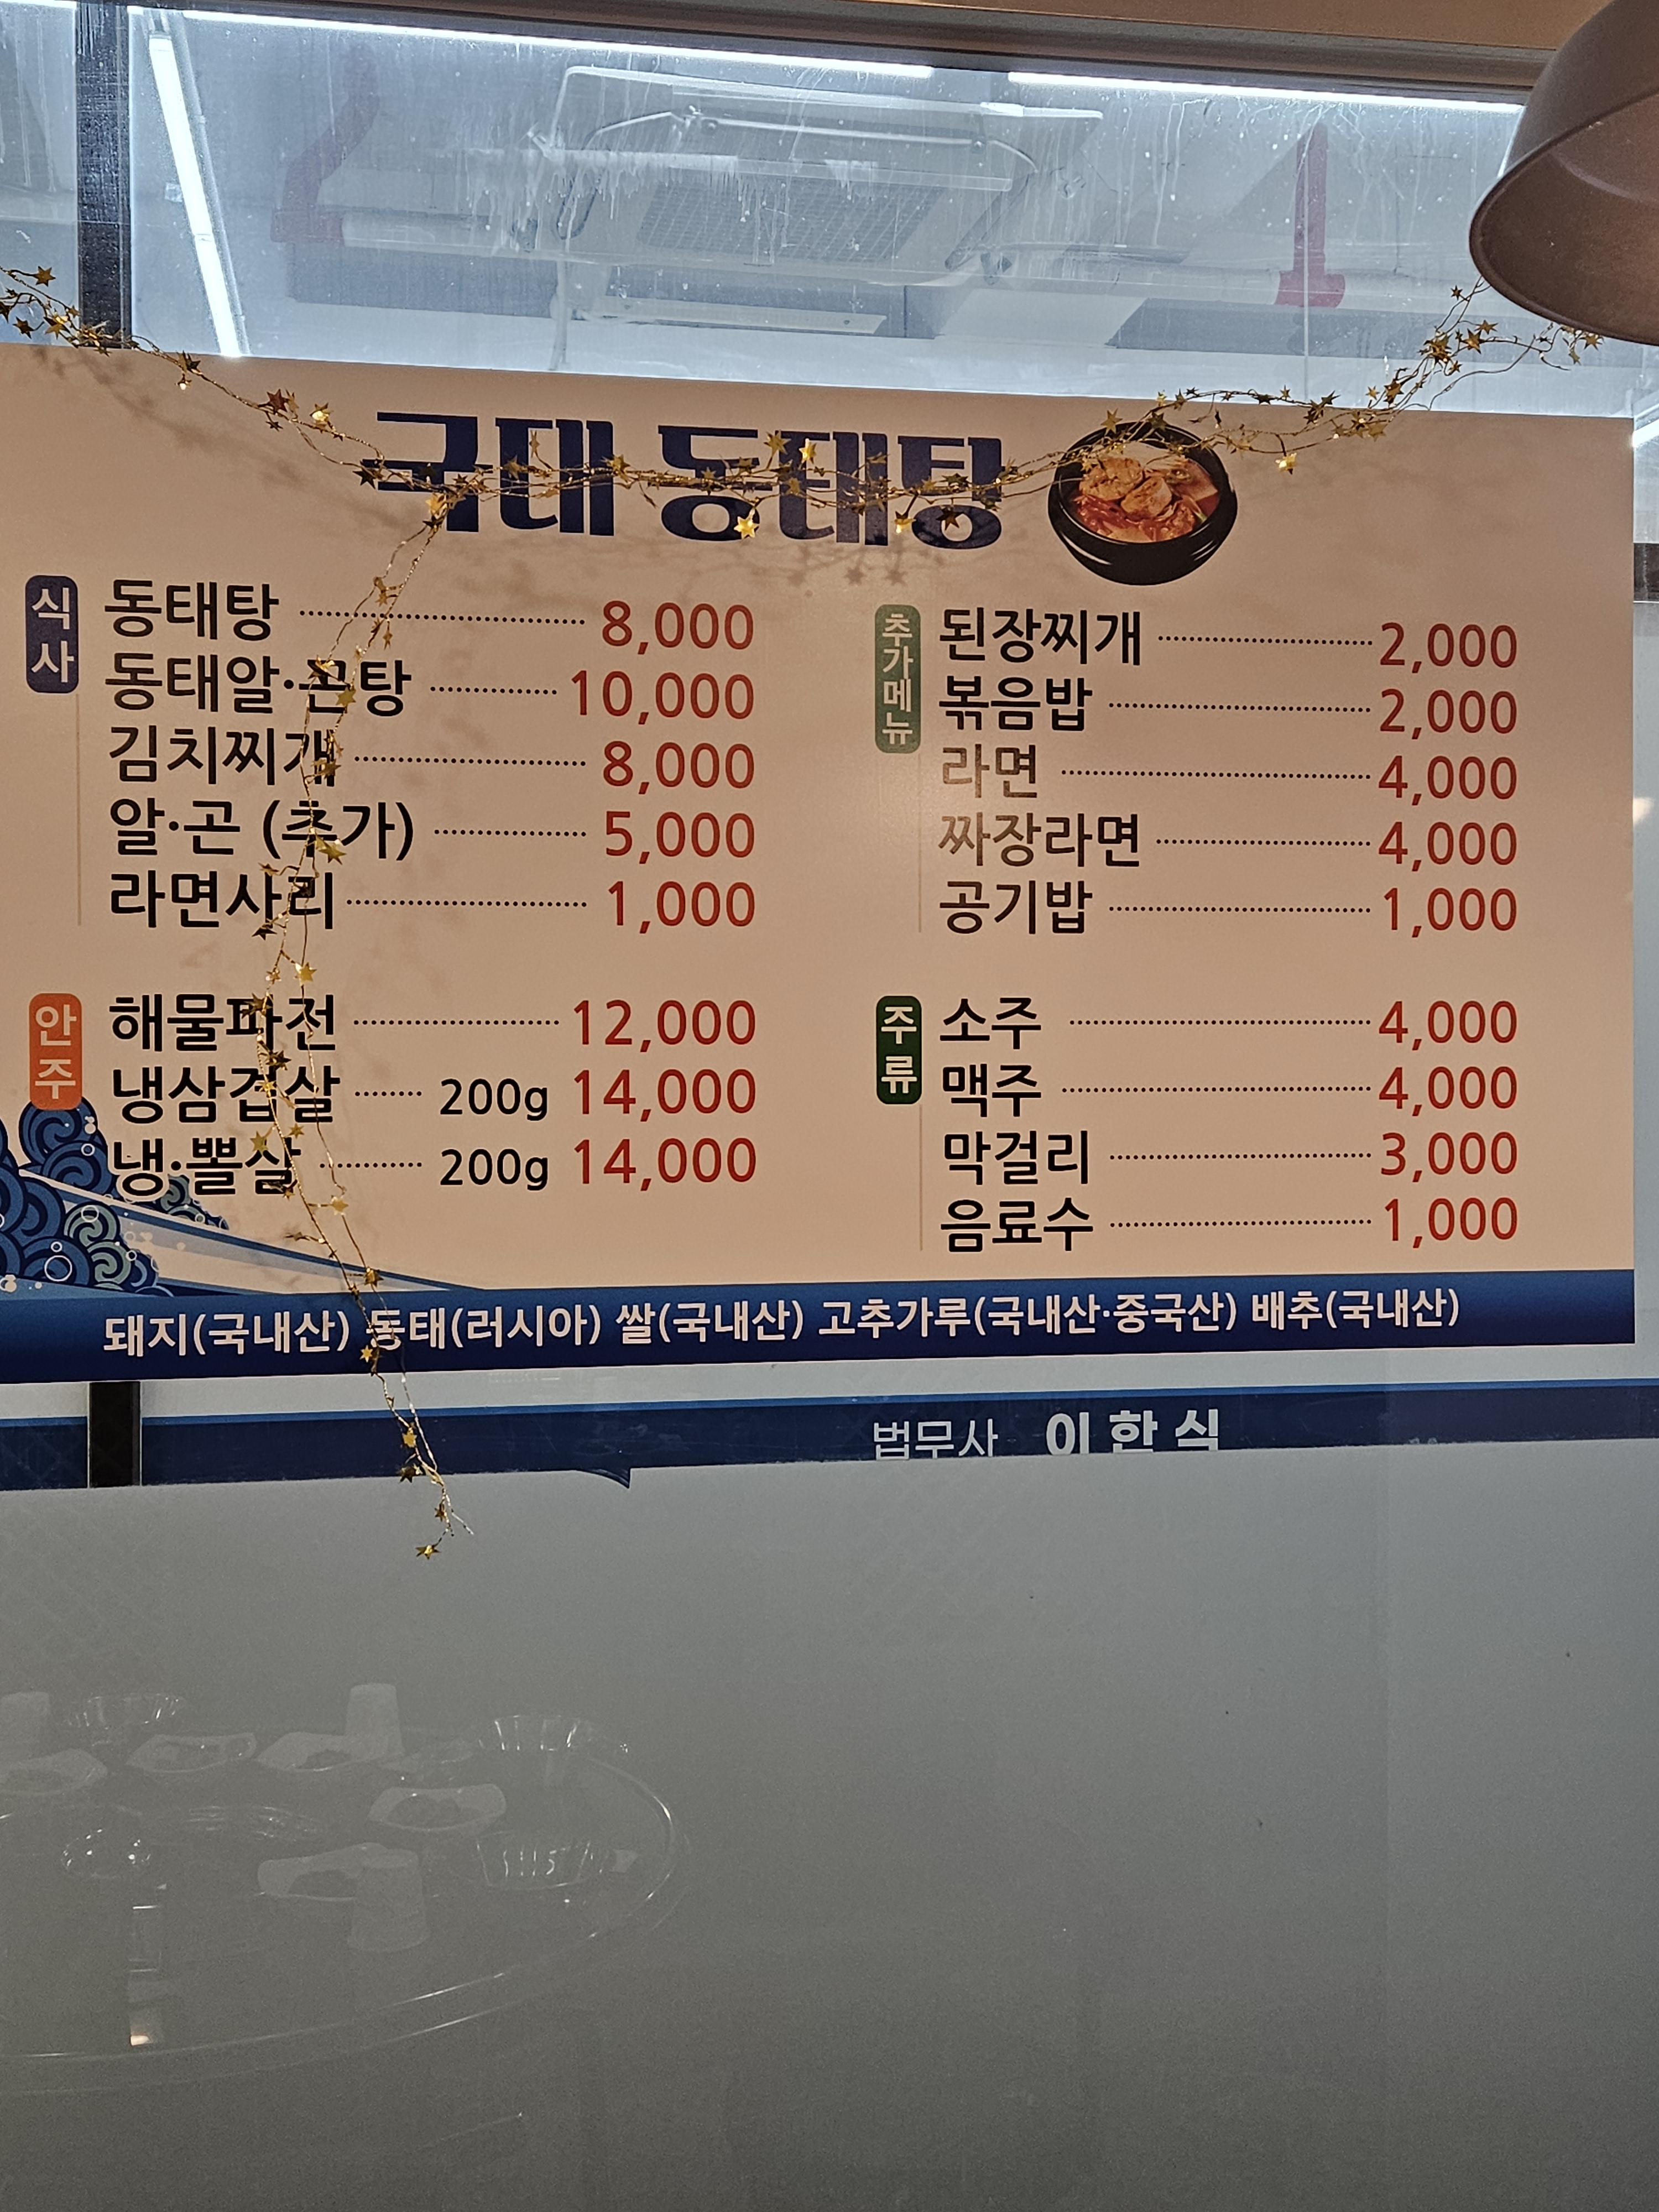 국대 동태탕
식사
동태탕 8,000
동태알·곤탕 10,000
김치찌개 8,000
알·곤 (추가) 5,000
라면사리 1,000
안주
해물파전 12,000
냉삼겹살 200g 14,000
냉·뽈살 200g 14,000
추가메뉴
된장찌개 2,000
볶음밥 2,000
라면 4,000
짜장라면 4,000
공기밥 1,000
주류
소주 4,000
맥주 4,000
막걸리 3,000
음료수 1,000
돼지(국내산) 동태(러시아) 쌀(국내산) 고추가루(국내산·중국산) 배추(국내산)
법무사 이한식